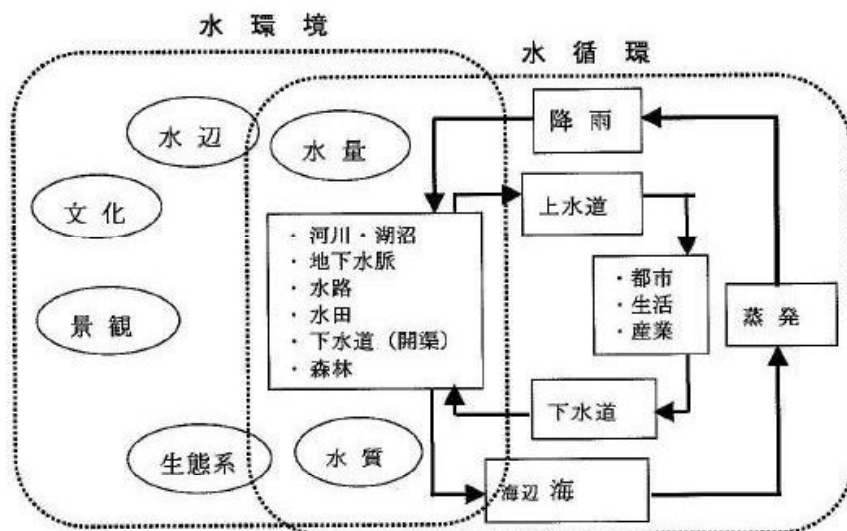 水環境
水循環
水辺
水量
文化
景観
生態系
水質
・河川・湖沼
・地下水脈
・水路
・水田
・下水道（開渠）
・森林
降雨
上水道
・都市
・生活
・産業
蒸発
下水道
海辺 海